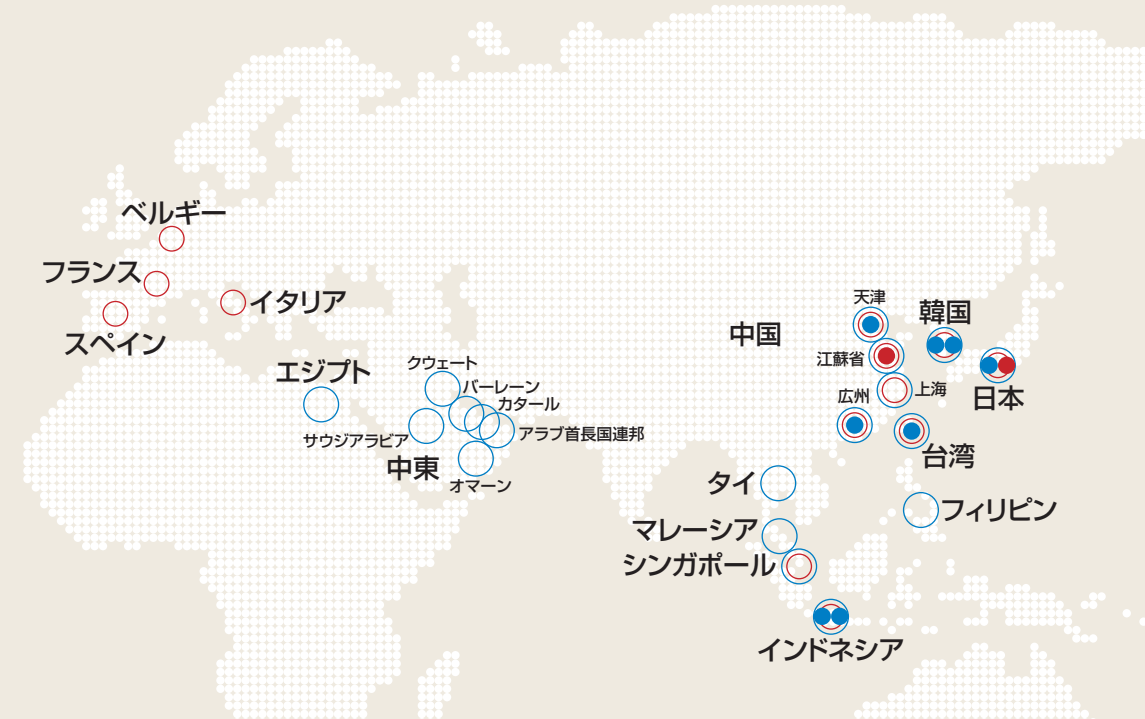 ベルギー
フランス
イタリア
スペイン
エジプト
クウェート
バーレーン
カタール
サウジアラビア
アラブ首長国連邦
中東
オマーン
中国
天津
韓国
江蘇省
上海
日本
広州
台湾
タイ
フィリピン
マレーシア
シンガポール
インドネシア